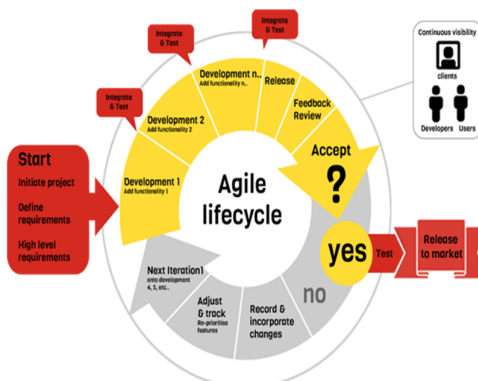 Integrate
& Test
Integrate
& Test
Integrate
& Test
Continuous visibility
clients
Developers Users
Start
Initiate project
Define
requirements
High level
requirements
Development 1
Add functionality 1
Development 2
Add functionality 2
Development n..
Add functionality n..
Release
Feedback
Review
Accept
?
Agile
lifecycle
yes
Test
Release
to market
no
Record &
incorporate
changes
Adjust
& track
Re-prioritise
features
Next Iteration1
onto development
4, 5, etc..